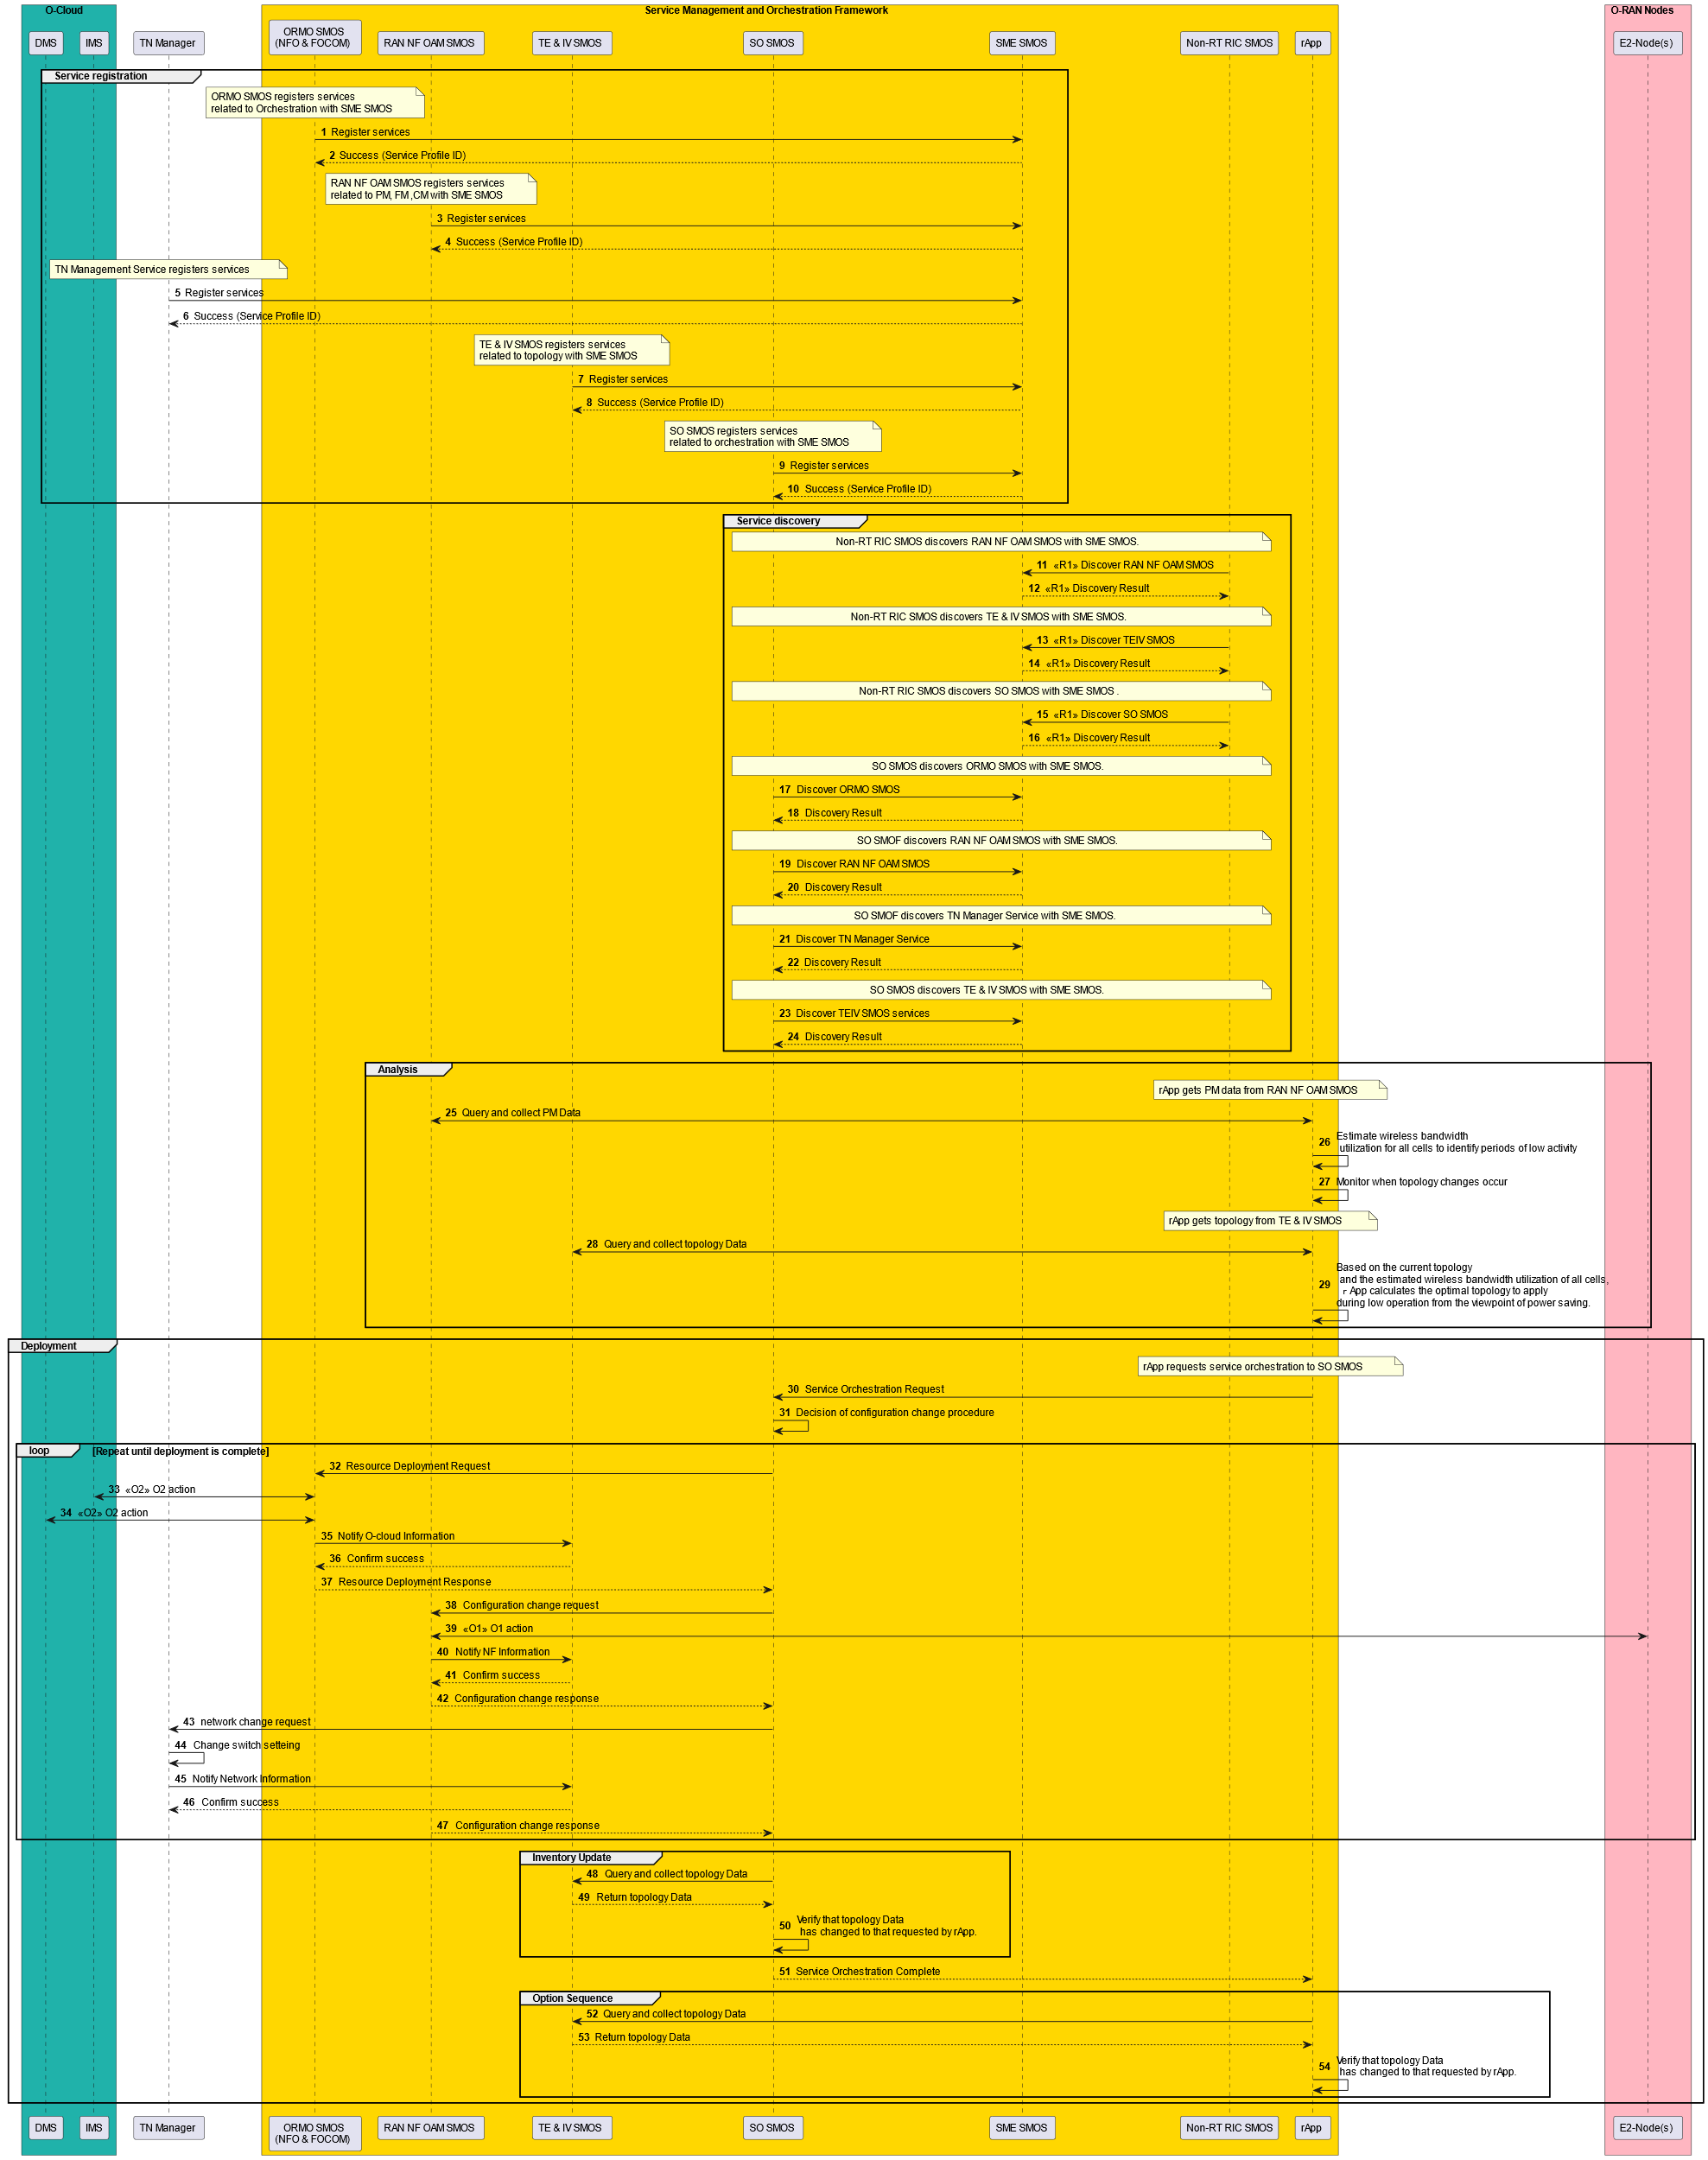 O-Cloud
Service Management and Orchestration Framework
O-RAN Nodes
DMS
IMS
TN Manager
ORMO SMOS
(NFO & FOCOM)
RAN NF OAM SMOS
TE & IV SMOS
SO SMOS
SME SMOS
Non-RT RIC SMOS
rApp
E2-Node(s)
Service registration
ORMO SMOS registers services
related to Orchestration with SME SMOS
1 Register services
2 Success (Service Profile ID)
RAN NF OAM SMOS registers services
related to PM, FM ,CM with SME SMOS
3 Register services
4 Success (Service Profile ID)
TN Management Service registers services
5 Register services
6 Success (Service Profile ID)
TE & IV SMOS registers services
related to topology with SME SMOS
7 Register services
8 Success (Service Profile ID)
SO SMOS registers services
related to orchestration with SME SMOS
9 Register services
10 Success (Service Profile ID)
Service discovery
Non-RT RIC SMOS discovers RAN NF OAM SMOS with SME SMOS.
11 «R1» Discover RAN NF OAM SMOS
12 «R1» Discovery Result
Non-RT RIC SMOS discovers TE & IV SMOS with SME SMOS.
13 «R1» Discover TEIV SMOS
14 «R1» Discovery Result
Non-RT RIC SMOS discovers SO SMOS with SME SMOS .
15 «R1» Discover SO SMOS
16 «R1» Discovery Result
SO SMOS discovers ORMO SMOS with SME SMOS.
17 Discover ORMO SMOS
18 Discovery Result
SO SMOF discovers RAN NF OAM SMOS with SME SMOS.
19 Discover RAN NF OAM SMOS
20 Discovery Result
SO SMOF discovers TN Manager Service with SME SMOS.
21 Discover TN Manager Service
22 Discovery Result
SO SMOS discovers TE & IV SMOS with SME SMOS.
23 Discover TEIV SMOS services
24 Discovery Result
Analysis
rApp gets PM data from RAN NF OAM SMOS
25 Query and collect PM Data
26 Estimate wireless bandwidth
utilization for all cells to identify periods of low activity
27 Monitor when topology changes occur
rApp gets topology from TE & IV SMOS
28 Query and collect topology Data
Based on the current topology
29 and the estimated wireless bandwidth utilization of all cells,
r App calculates the optimal topology to apply
during low operation from the viewpoint of power saving.
Deployment
rApp requests service orchestration to SO SMOS
30 Service Orchestration Request
31 Decision of configuration change procedure
loop [Repeat until deployment is complete]
32 Resource Deployment Request
33 «O2» O2 action
34 «O2» O2 action
35 Notify O-cloud Information
36 Confirm success
37 Resource Deployment Response
38 Configuration change request
39 «O1» O1 action
40 Notify NF Information
41 Confirm success
42 Configuration change response
43 network change request
44 Change switch setteing
45 Notify Network Information
46 Confirm success
47 Configuration change response
Inventory Update
48 Query and collect topology Data
49 Return topology Data
50 Verify that topology Data
has changed to that requested by rApp.
51 Service Orchestration Complete
Option Sequence
52 Query and collect topology Data
53 Return topology Data
54 Verify that topology Data
has changed to that requested by rApp.
DMS
IMS
TN Manager
ORMO SMOS
(NFO & FOCOM)
RAN NF OAM SMOS
TE & IV SMOS
SO SMOS
SME SMOS
Non-RT RIC SMOS
rApp
E2-Node(s)